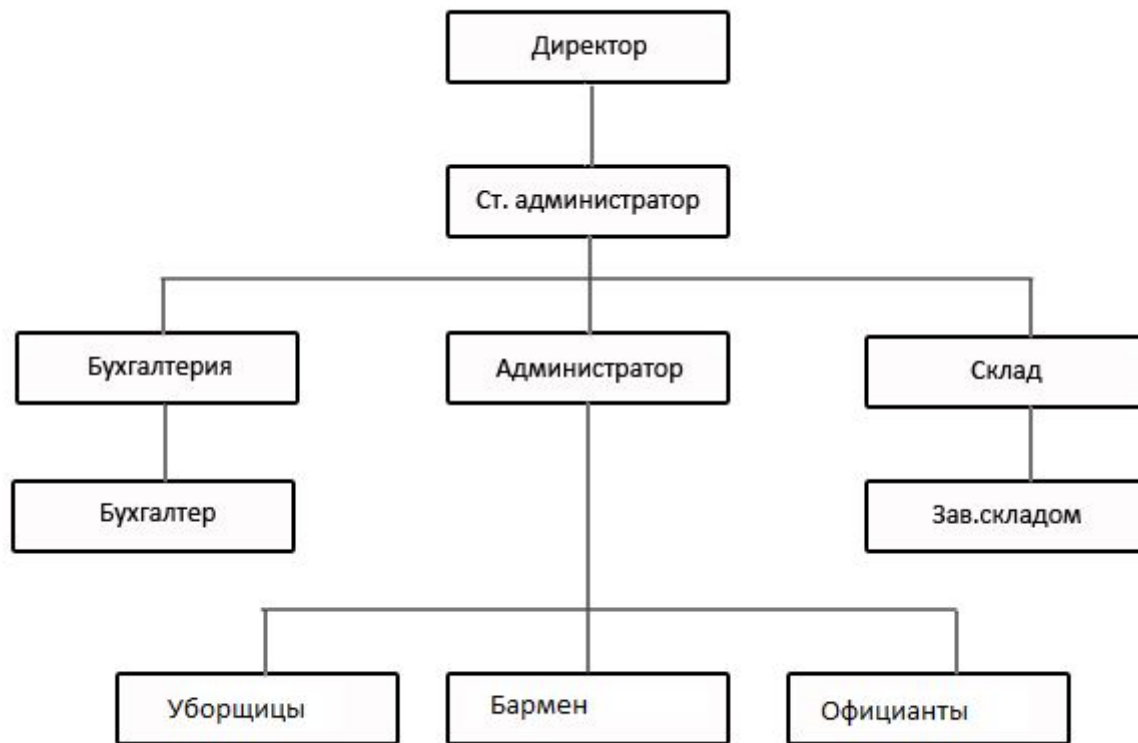 Директор
Ст. администратор
Бухгалтерия
Администратор
Склад
Бухгалтер
Зав.складом
Уборщицы
Бармен
Официанты